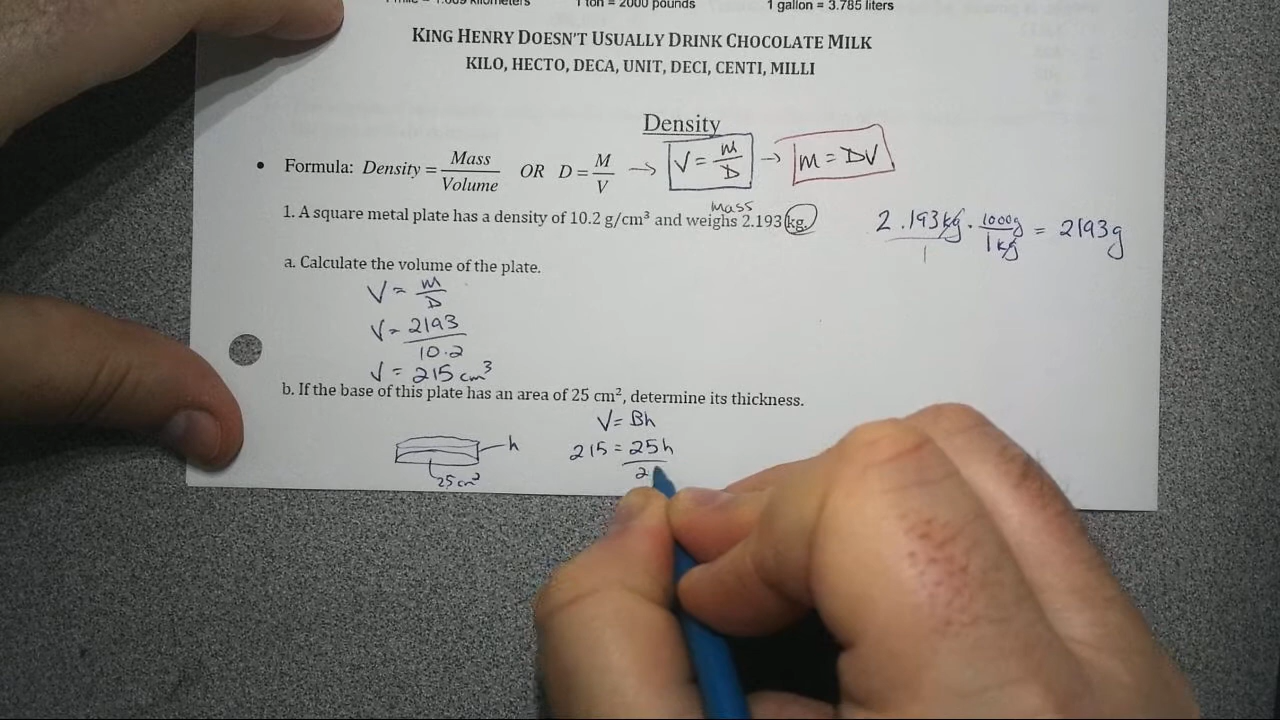 1 ton = 2000 pounds 1 gallon = 3.785 liters
KING HENRY DOESN'T USUALLY DRINK CHOCOLATE MILK
KILO, HECTO, DECA, UNIT, DECI, CENTI, MILLI
Density
• Formula: Density = Mass / Volume OR D = M / V → V = m / D → m = DV
mass
1. A square metal plate has a density of 10.2 g/cm³ and weighs 2.193 kg.
2.193kg / 1 · 1000g / 1kg = 2193g
a. Calculate the volume of the plate.
V = m / D
V = 2193 / 10.2
V = 215 cm³
b. If the base of this plate has an area of 25 cm², determine its thickness.
V = Bh
h
215 = 25h
25cm²
2